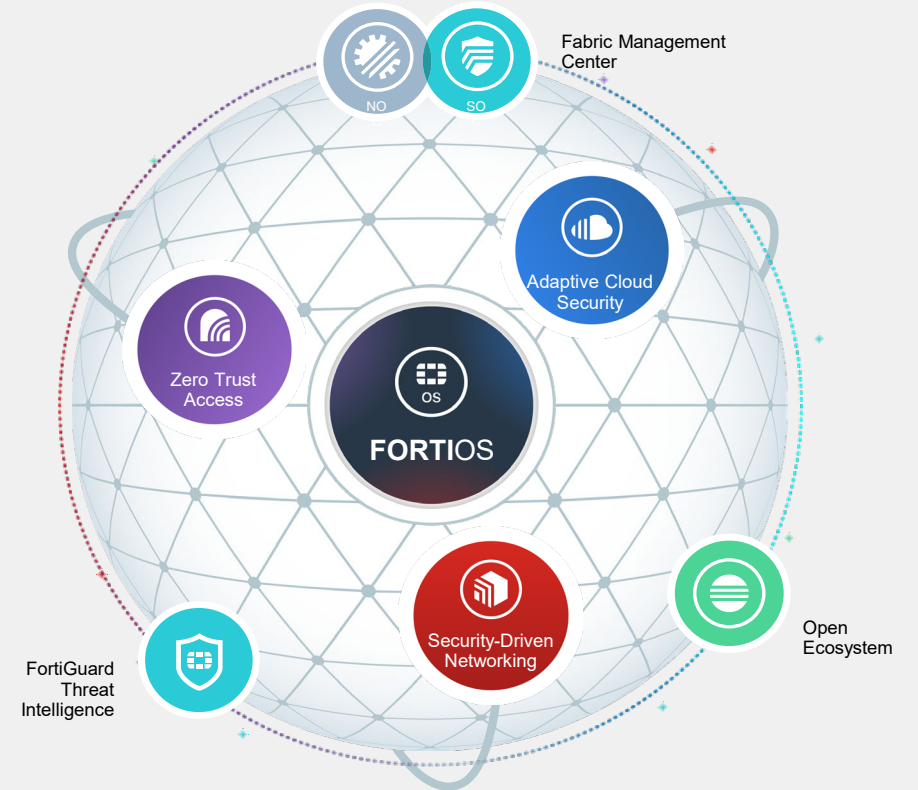 NO
SO
Fabric Management
Center
Adaptive Cloud
Security
Zero Trust
Access
OS
FORTIOS
Security-Driven
Networking
Open
Ecosystem
FortiGuard
Threat
Intelligence